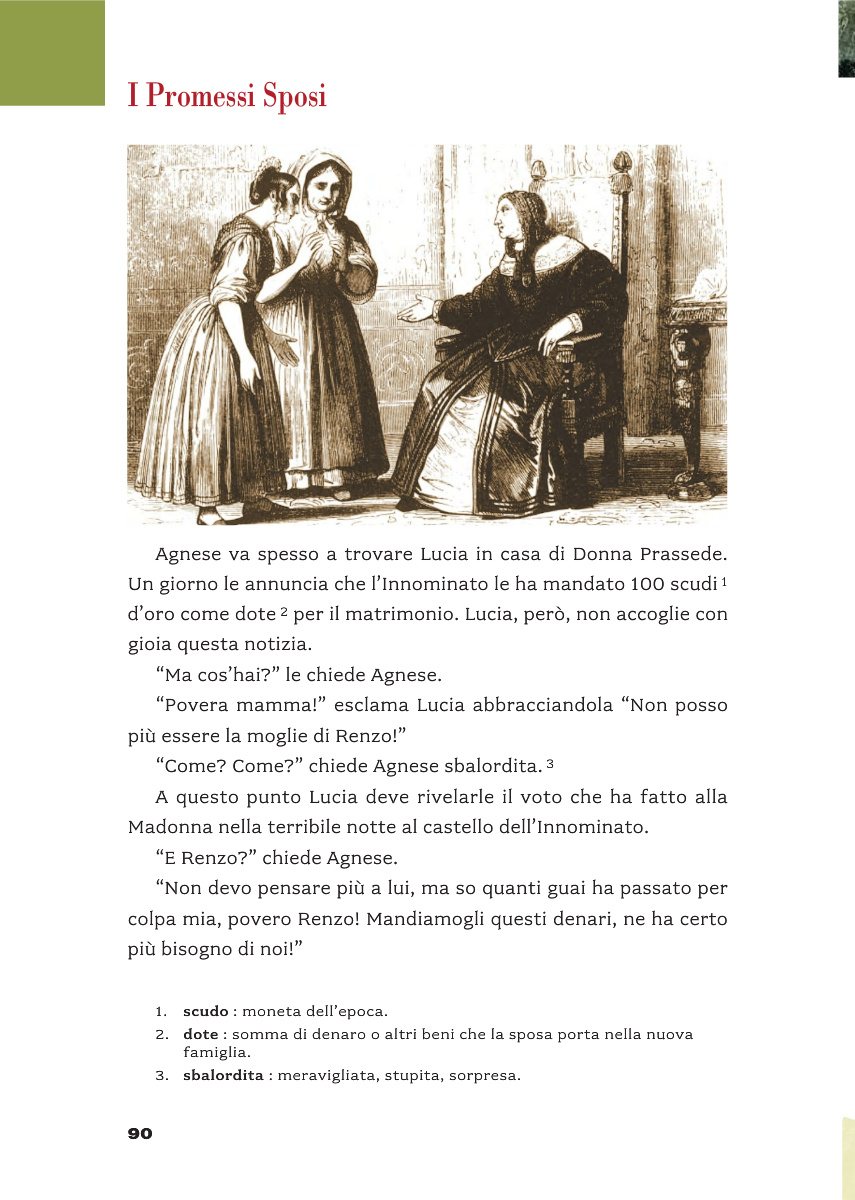 I Promessi Sposi
Agnese va spesso a trovare Lucia in casa di Donna Prassede.
Un giorno le annuncia che l’Innominato le ha mandato 100 scudi 1
d’oro come dote 2 per il matrimonio. Lucia, però, non accoglie con
gioia questa notizia.
“Ma cos’hai?” le chiede Agnese.
“Povera mamma!” esclama Lucia abbracciandola “Non posso
più essere la moglie di Renzo!”
“Come? Come?” chiede Agnese sbalordita. 3
A questo punto Lucia deve rivelarle il voto che ha fatto alla
Madonna nella terribile notte al castello dell’Innominato.
“E Renzo?” chiede Agnese.
“Non devo pensare più a lui, ma so quanti guai ha passato per
colpa mia, povero Renzo! Mandiamogli questi denari, ne ha certo
più bisogno di noi!”
1. scudo : moneta dell’epoca.
2. dote : somma di denaro o altri beni che la sposa porta nella nuova
famiglia.
3. sbalordita : meravigliata, stupita, sorpresa.
90